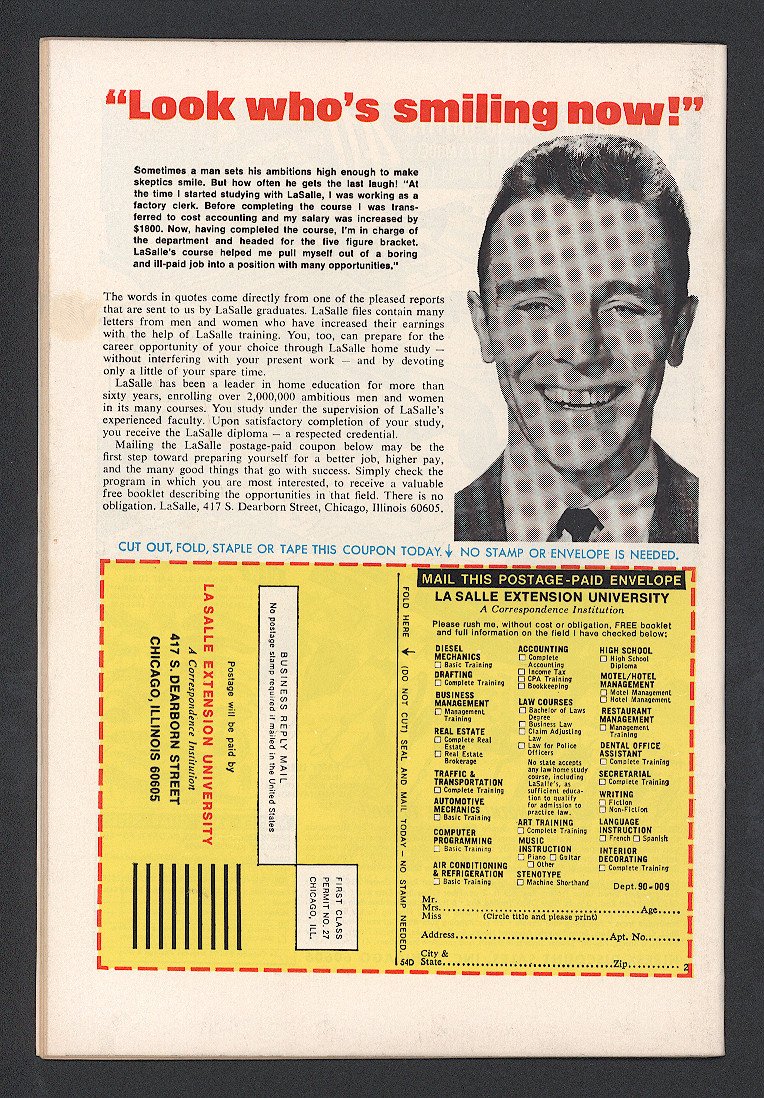 “Look who’s smiling now!”
Sometimes a man sets his ambitions high enough to make
skeptics smile. But how often he gets the last laugh! "At
the time I started studying with LaSalle, I was working as a
factory clerk. Before completing the course I was trans-
ferred to cost accounting and my salary was increased by
$1800. Now, having completed the course, I'm in charge of
the department and headed for the five figure bracket.
LaSalle's course helped me pull myself out of a boring
and ill-paid job into a position with many opportunities."
The words in quotes come directly from one of the pleased reports
that are sent to us by LaSalle graduates. LaSalle files contain many
letters from men and women who have increased their earnings
with the help of LaSalle training. You, too, can prepare for the
career opportunity of your choice through LaSalle home study —
without interfering with your present work — and by devoting
only a little of your spare time.
LaSalle has been a leader in home education for more than
sixty years, enrolling over 2,000,000 ambitious men and women
in its many courses. You study under the supervision of LaSalle's
experienced faculty. Upon satisfactory completion of your study,
you receive the LaSalle diploma — a respected credential.
Mailing the LaSalle postage-paid coupon below may be the
first step toward preparing yourself for a better job, higher pay,
and the many good things that go with success. Simply check the
program in which you are most interested, to receive a valuable
free booklet describing the opportunities in that field. There is no
obligation. LaSalle, 417 S. Dearborn Street, Chicago, Illinois 60605.
CUT OUT, FOLD, STAPLE OR TAPE THIS COUPON TODAY. ↓ NO STAMP OR ENVELOPE IS NEEDED.
BUSINESS REPLY MAIL
No postage stamp required if mailed in the United States
FIRST CLASS
PERMIT NO. 27
CHICAGO, ILL.
Postage will be paid by
LA SALLE EXTENSION UNIVERSITY
A Correspondence Institution
417 S. DEARBORN STREET
CHICAGO, ILLINOIS 60605
FOLD HERE ← (DO NOT CUT) SEAL AND MAIL TODAY — NO STAMP NEEDED.
54D
MAIL THIS POSTAGE-PAID ENVELOPE
LA SALLE EXTENSION UNIVERSITY
A Correspondence Institution
Please rush me, without cost or obligation, FREE booklet
and full information on the field I have checked below:
DIESEL
MECHANICS
☐ Basic Training
DRAFTING
☐ Complete Training
BUSINESS
MANAGEMENT
☐ Management
Training
REAL ESTATE
☐ Complete Real
Estate
☐ Real Estate
Brokerage
TRAFFIC &
TRANSPORTATION
☐ Complete Training
AUTOMOTIVE
MECHANICS
☐ Basic Training
COMPUTER
PROGRAMMING
☐ Basic Training
AIR CONDITIONING
& REFRIGERATION
☐ Basic Training
ACCOUNTING
☐ Complete
Accounting
☐ Income Tax
☐ CPA Training
☐ Bookkeeping
LAW COURSES
☐ Bachelor of Laws
Degree
☐ Business Law
☐ Claim Adjusting
Law
☐ Law for Police
Officers
No state accepts
any law home study
course, including
LaSalle's, as
sufficient educa-
tion to qualify
for admission to
practice law.
ART TRAINING
☐ Complete Training
MUSIC
INSTRUCTION
☐ Piano ☐ Guitar
☐ Other
STENOTYPE
☐ Machine Shorthand
HIGH SCHOOL
☐ High School
Diploma
MOTEL/HOTEL
MANAGEMENT
☐ Motel Management
☐ Hotel Management
RESTAURANT
MANAGEMENT
☐ Management
Training
DENTAL OFFICE
ASSISTANT
☐ Complete Training
SECRETARIAL
☐ Complete Training
WRITING
☐ Fiction
☐ Non-Fiction
LANGUAGE
INSTRUCTION
☐ French ☐ Spanish
INTERIOR
DECORATING
☐ Complete Training
Dept. 90-009
Mr.
Mrs. Age
Miss (Circle title and please print)
Address Apt. No.
City &
State Zip
2